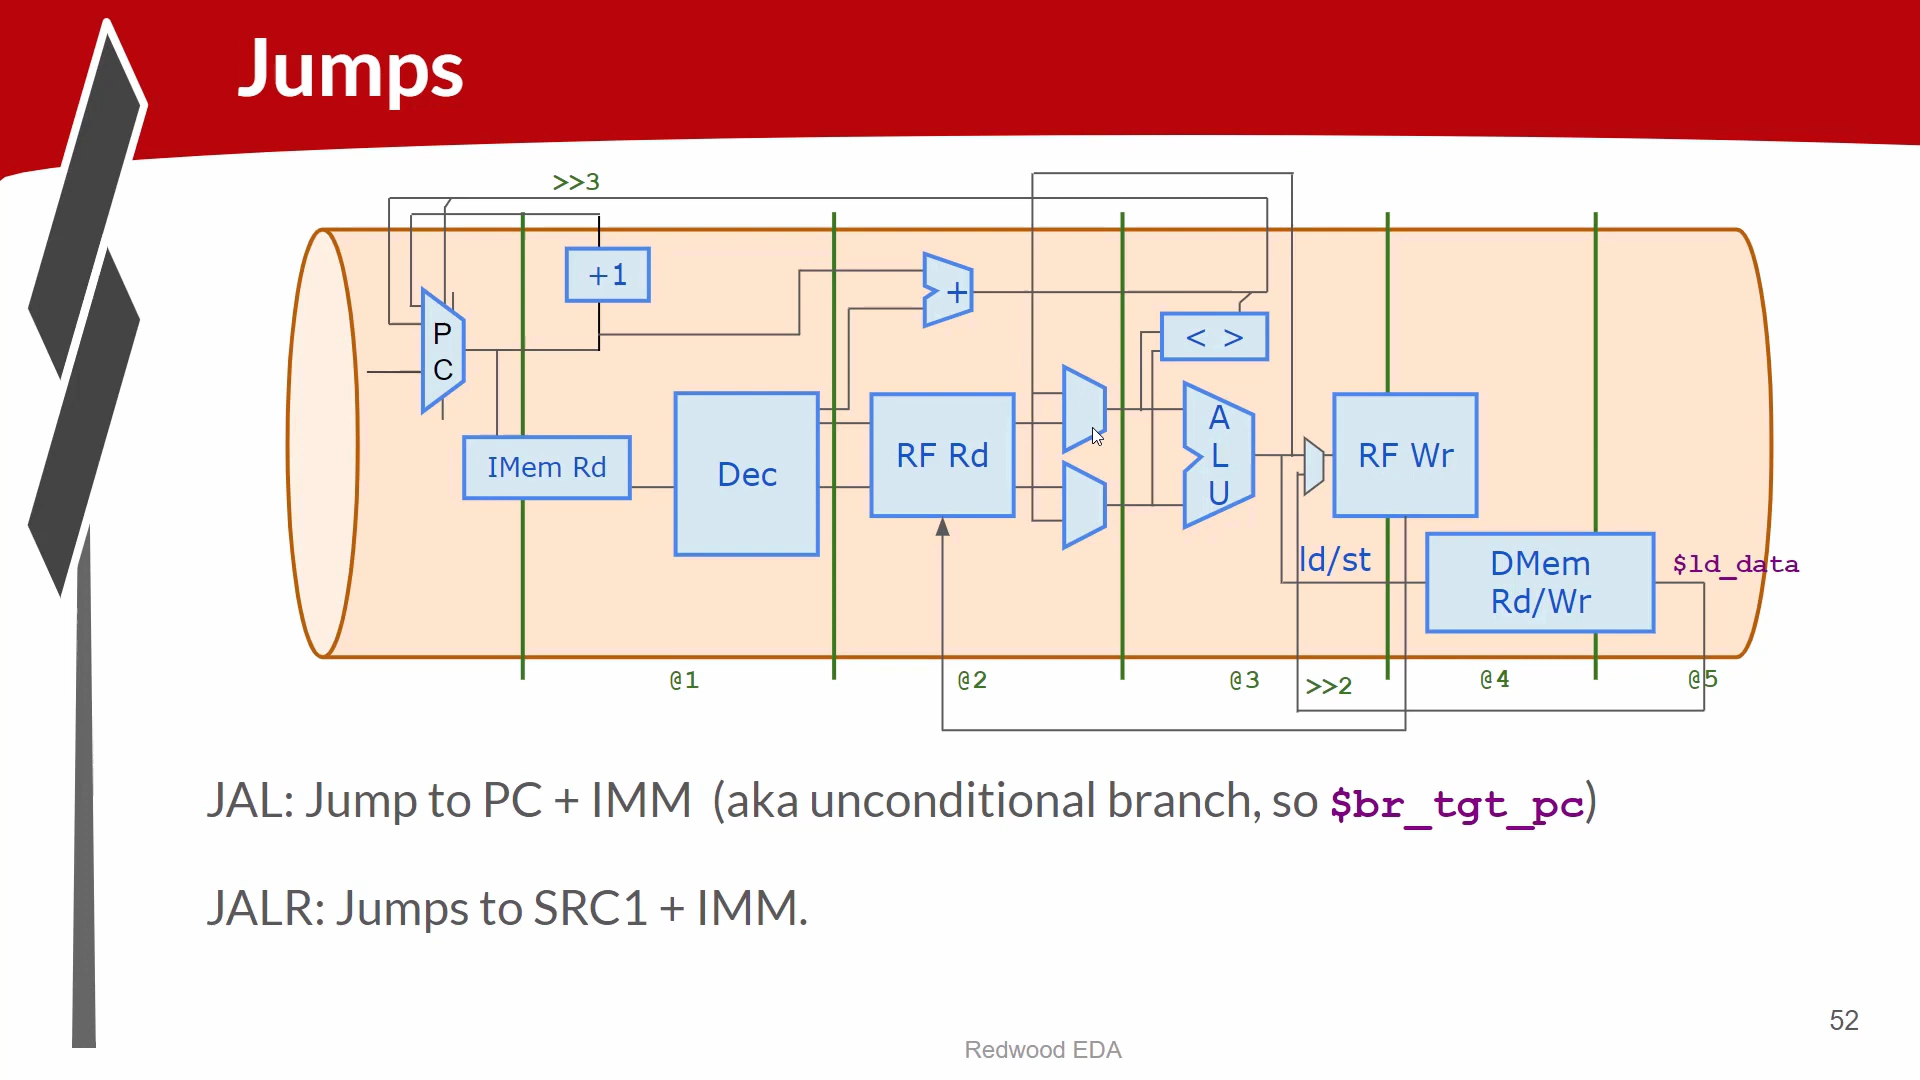 Jumps
>>3
+1
+
P
C
< >
IMem Rd
Dec
RF Rd
A
L
U
RF Wr
ld/st
DMem
Rd/Wr
$ld_data
@1
@2
@3
>>2
@4
@5
JAL: Jump to PC + IMM (aka unconditional branch, so $br_tgt_pc)
JALR: Jumps to SRC1 + IMM.
52
Redwood EDA